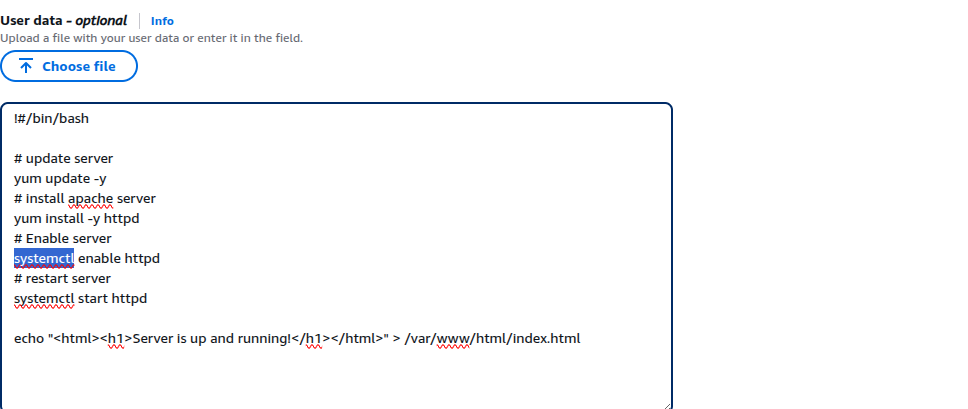 User data – optional Info
Upload a file with your user data or enter it in the field.
Choose file
!#/bin/bash
# update server
yum update -y
# install apache server
yum install -y httpd
# Enable server
systemctl enable httpd
# restart server
systemctl start httpd
echo "<html><h1>Server is up and running!</h1></html>" > /var/www/html/index.html